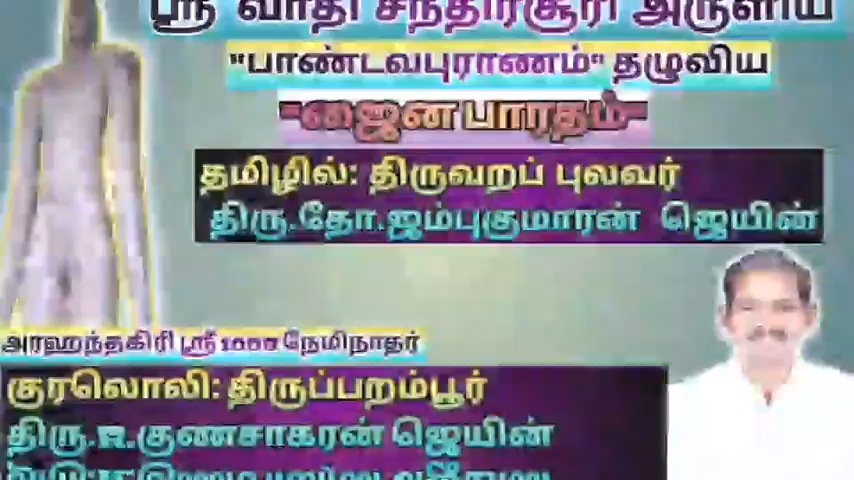 ஸ்ரீ வாதி சந்திரசூரி அருளிய
"பாண்டவபுராணம்" தழுவிய
"ஜைன பாரதம்"
தமிழில்: திருவறப் புலவர்
திரு.தோ.ஜம்புகுமாரன் ஜெயின்
அரஹந்தகிரி ஸ்ரீ 1008 நேமிநாதர்
குரலொலி: திருப்பறம்பூர்
திரு. குணசாகரன் ஜெயின்